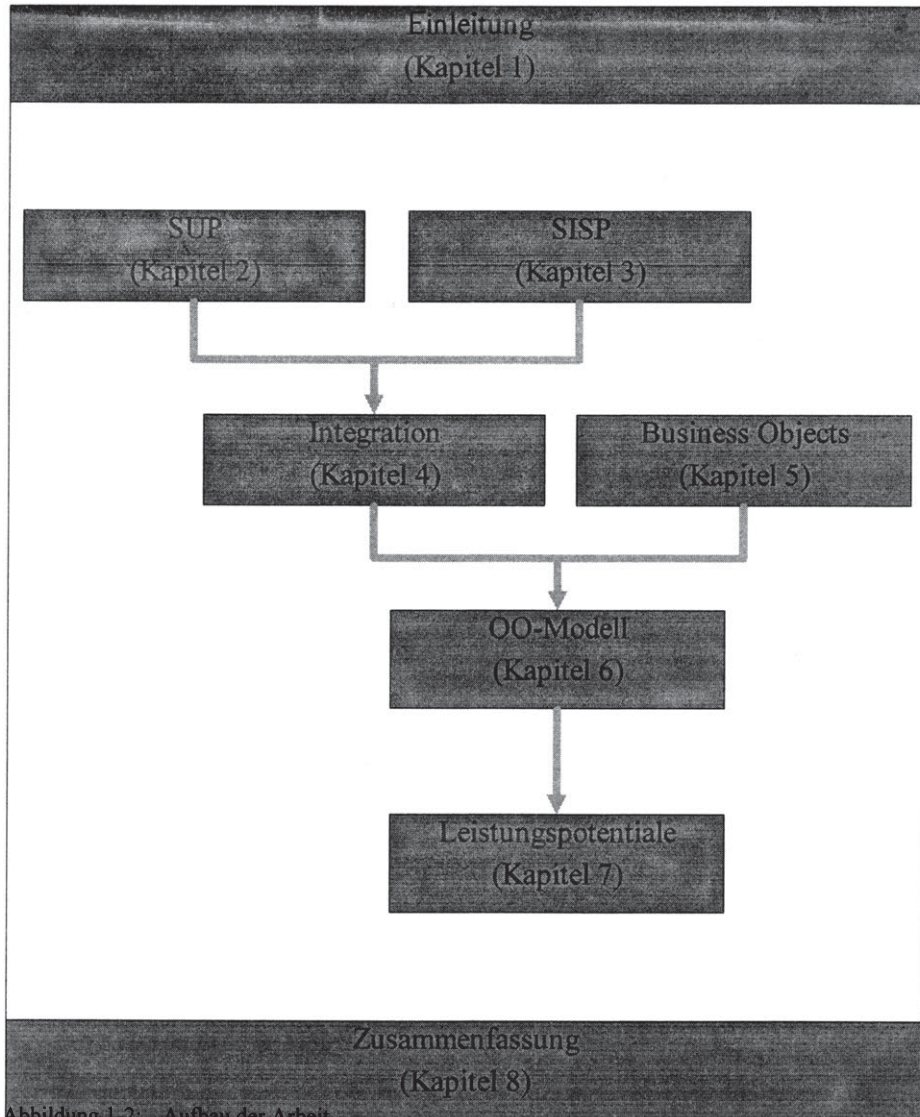 Einleitung
(Kapitel 1)
SUP
(Kapitel 2)
SISP
(Kapitel 3)
Integration
(Kapitel 4)
Business Objects
(Kapitel 5)
OO-Modell
(Kapitel 6)
Leistungspotentiale
(Kapitel 7)
Zusammenfassung
(Kapitel 8)
Abbildung 1.2: Aufbau der Arbeit